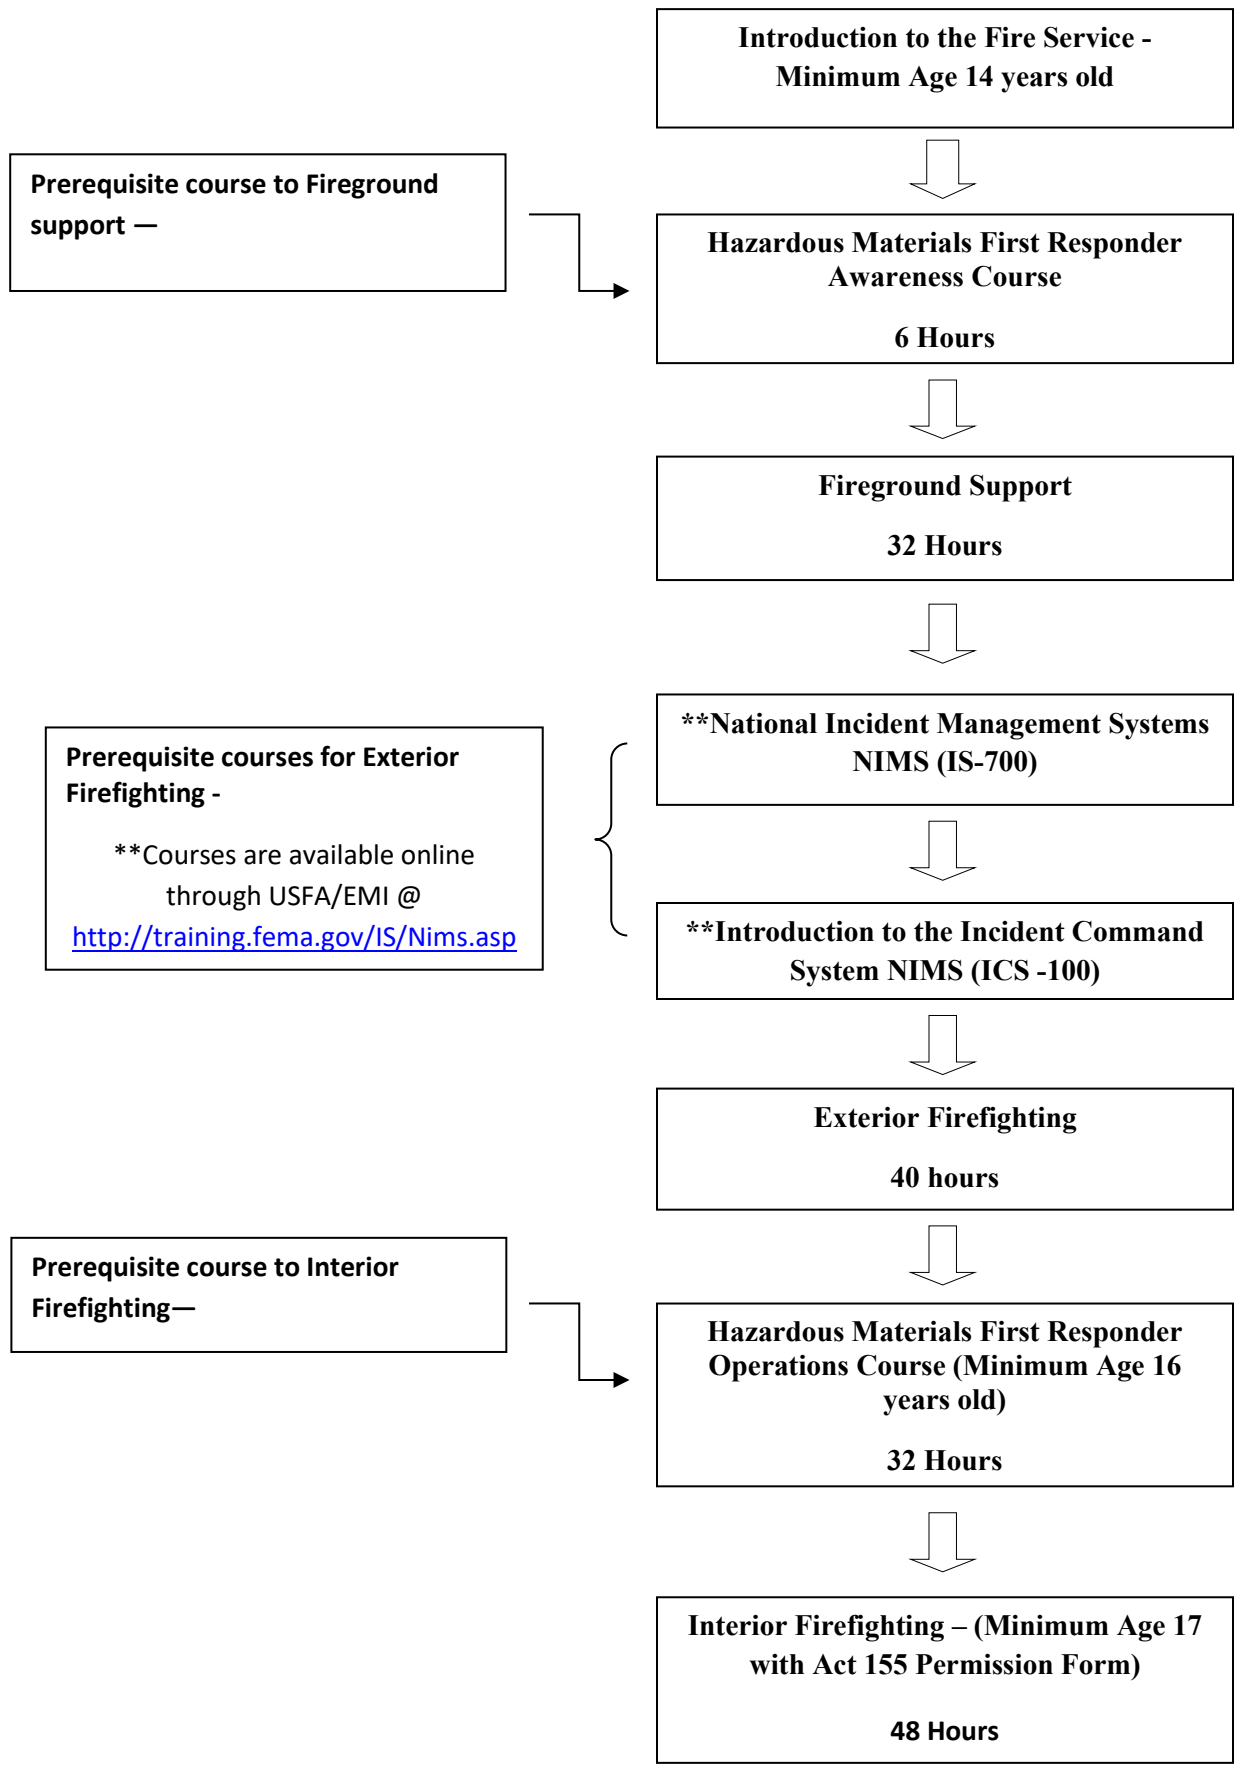 Introduction to the Fire Service -
Minimum Age 14 years old
Prerequisite course to Fireground
support —
Hazardous Materials First Responder
Awareness Course
6 Hours
Fireground Support
32 Hours
**National Incident Management Systems
NIMS (IS-700)
Prerequisite courses for Exterior
Firefighting -
**Courses are available online
through USFA/EMI @
http://training.fema.gov/IS/Nims.asp
**Introduction to the Incident Command
System NIMS (ICS -100)
Exterior Firefighting
40 hours
Prerequisite course to Interior
Firefighting—
Hazardous Materials First Responder
Operations Course (Minimum Age 16
years old)
32 Hours
Interior Firefighting – (Minimum Age 17
with Act 155 Permission Form)
48 Hours